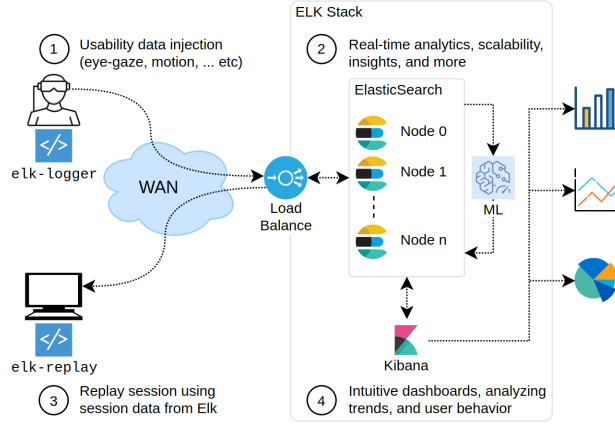 ELK Stack
1
Usability data injection
(eye-gaze, motion, ... etc)
2
Real-time analytics, scalability,
insights, and more
ElasticSearch
Node 0
</>
elk-logger
WAN
Node 1
ML
Load
Balance
Node n
</>
elk-replay
Kibana
3
Replay session using
session data from Elk
4
Intuitive dashboards, analyzing
trends, and user behavior